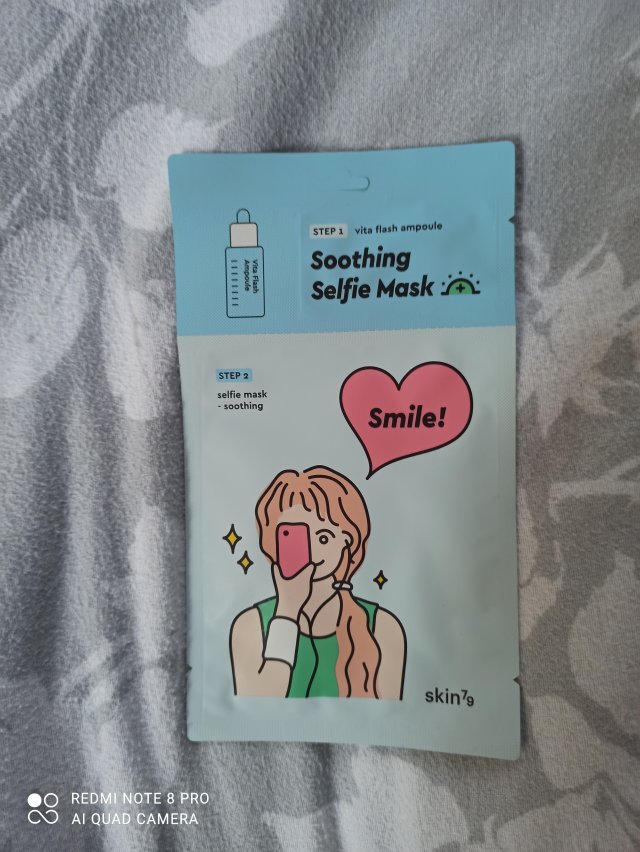 STEP 1 vita flash ampoule
Soothing
Selfie Mask
Vita Flash
Ampoule
STEP 2
selfie mask
- soothing
Smile!
skin79
REDMI NOTE 8 PRO
AI QUAD CAMERA